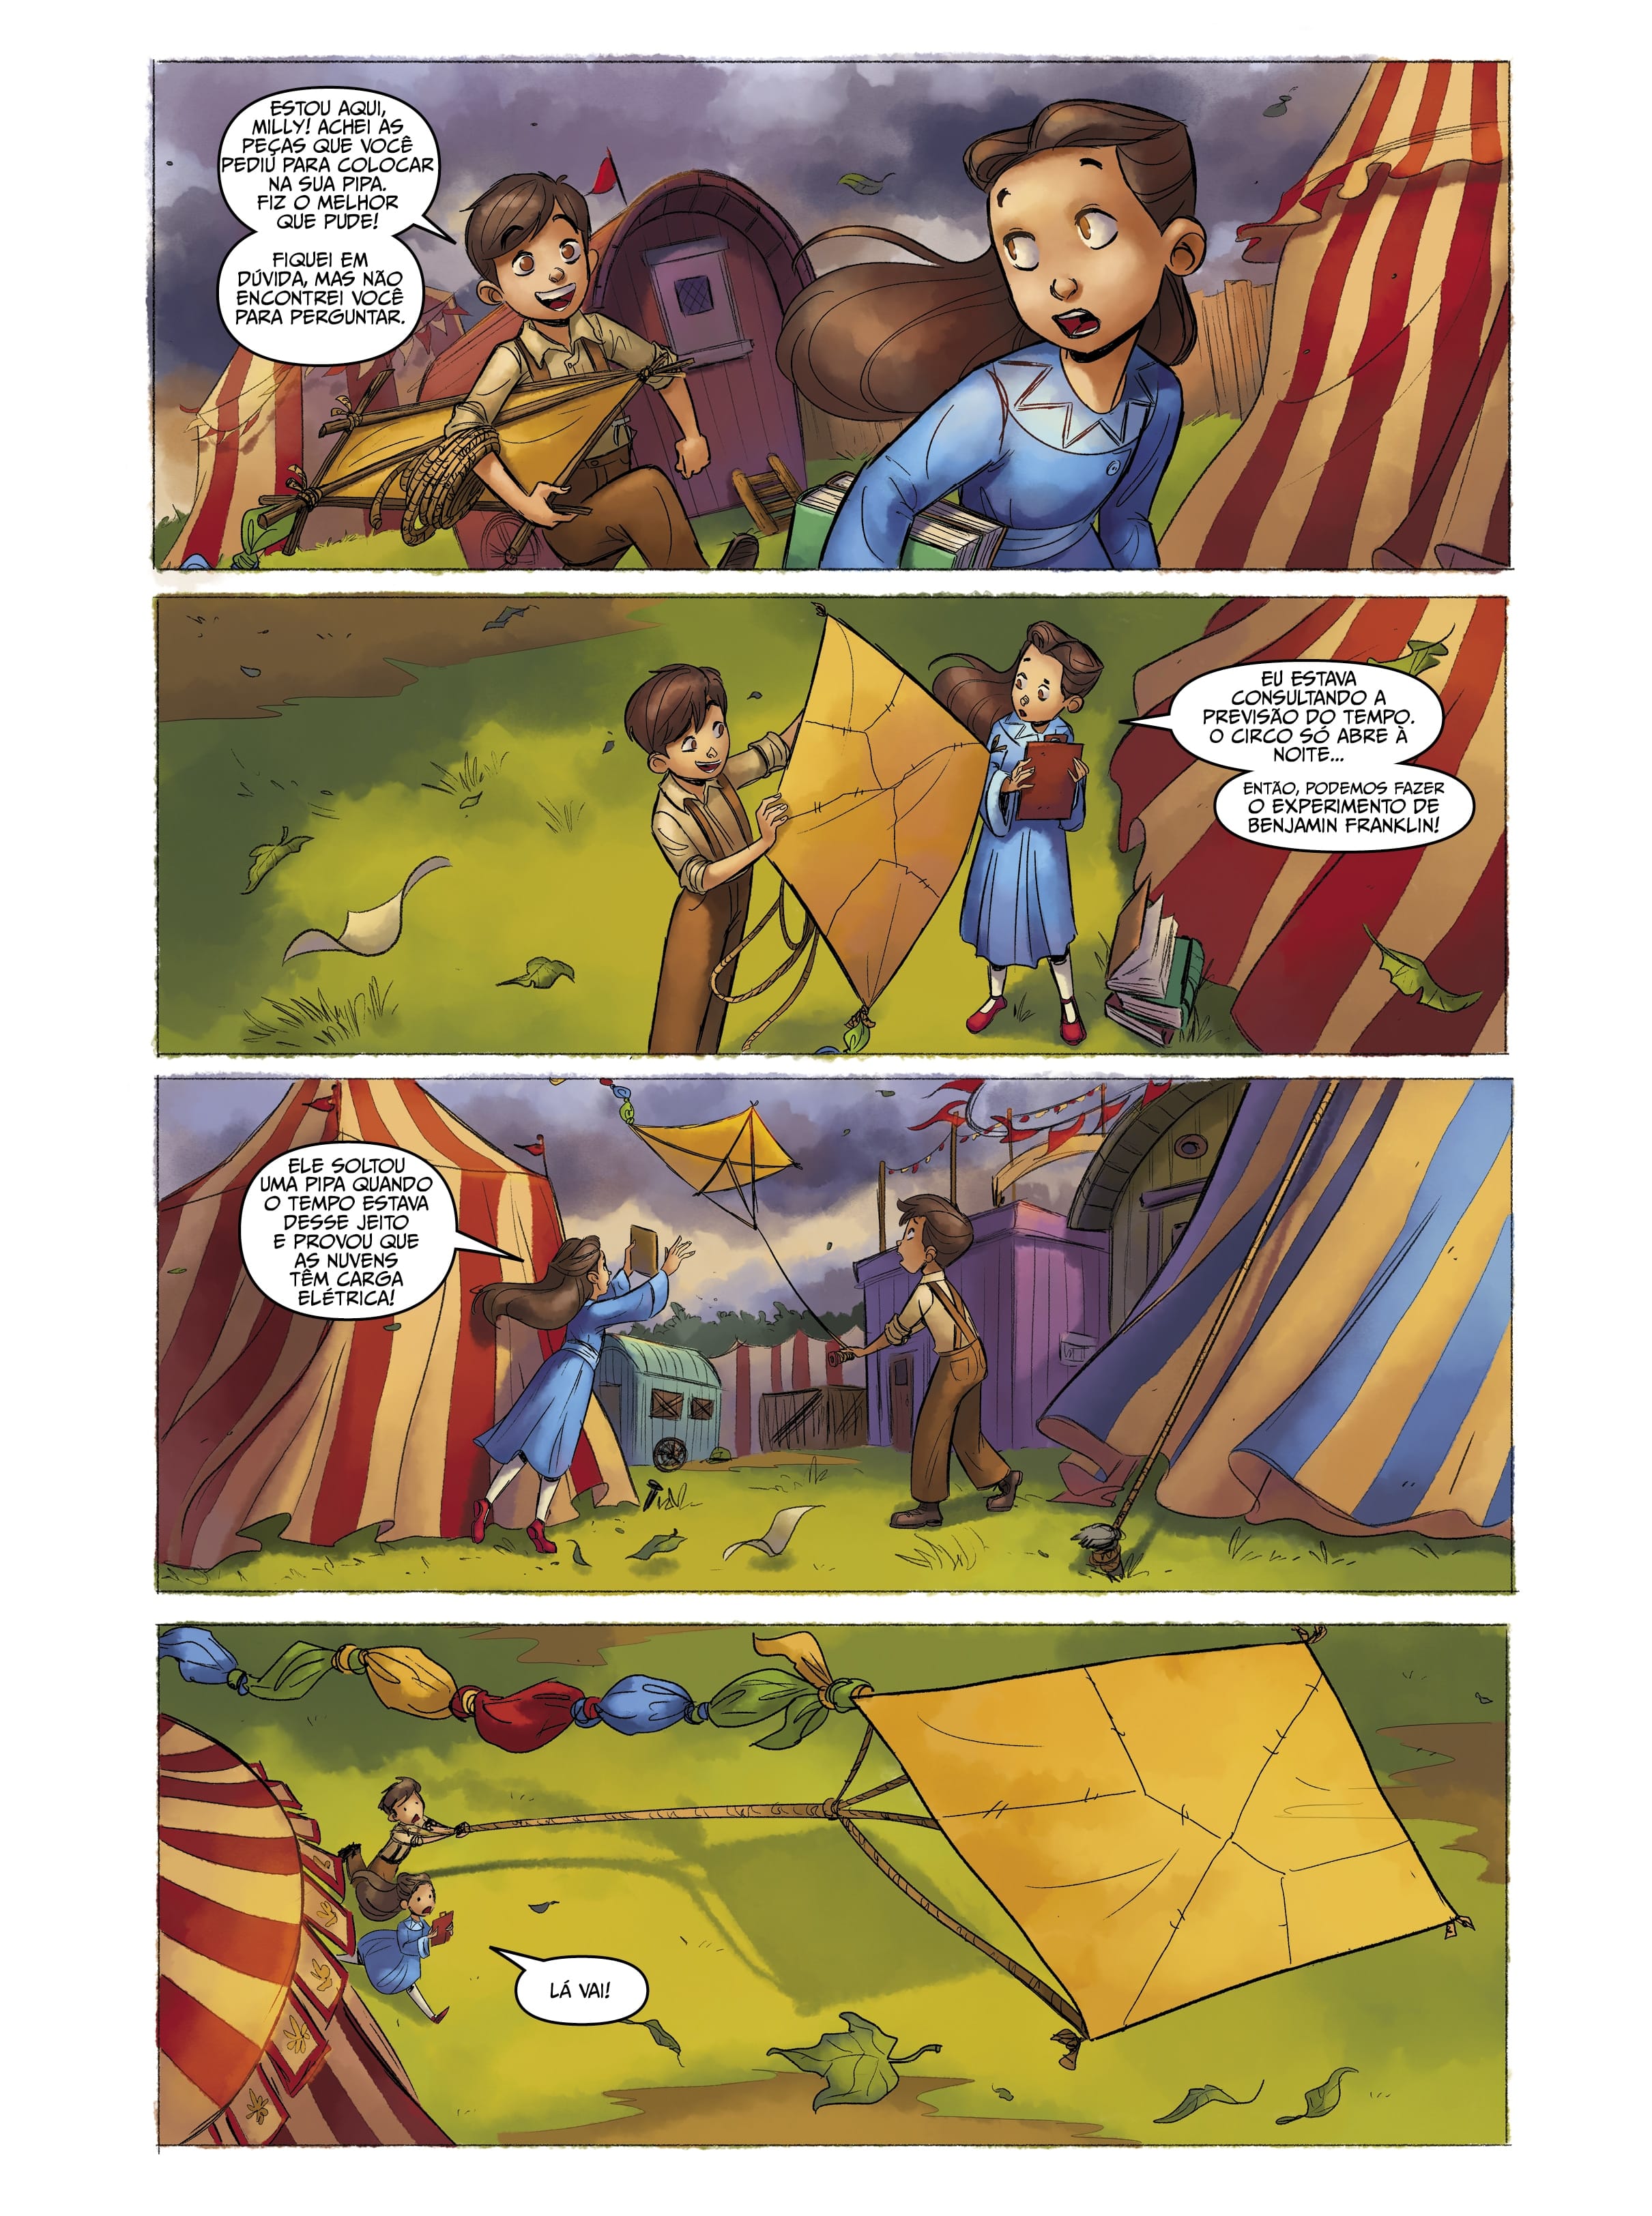 ESTOU AQUI,
MILLY! ACHEI AS
PEÇAS QUE VOCÊ
PEDIU PARA COLOCAR
NA SUA PIPA.
FIZ O MELHOR
QUE PUDE!
FIQUEI EM
DÚVIDA, MAS NÃO
ENCONTREI VOCÊ
PARA PERGUNTAR.
EU ESTAVA
CONSULTANDO A
PREVISÃO DO TEMPO.
O CIRCO SÓ ABRE À
NOITE...
ENTÃO, PODEMOS FAZER
O EXPERIMENTO DE
BENJAMIN FRANKLIN!
ELE SOLTOU
UMA PIPA QUANDO
O TEMPO ESTAVA
DESSE JEITO
E PROVOU QUE
AS NUVENS
TÊM CARGA
ELÉTRICA!
LÁ VAI!